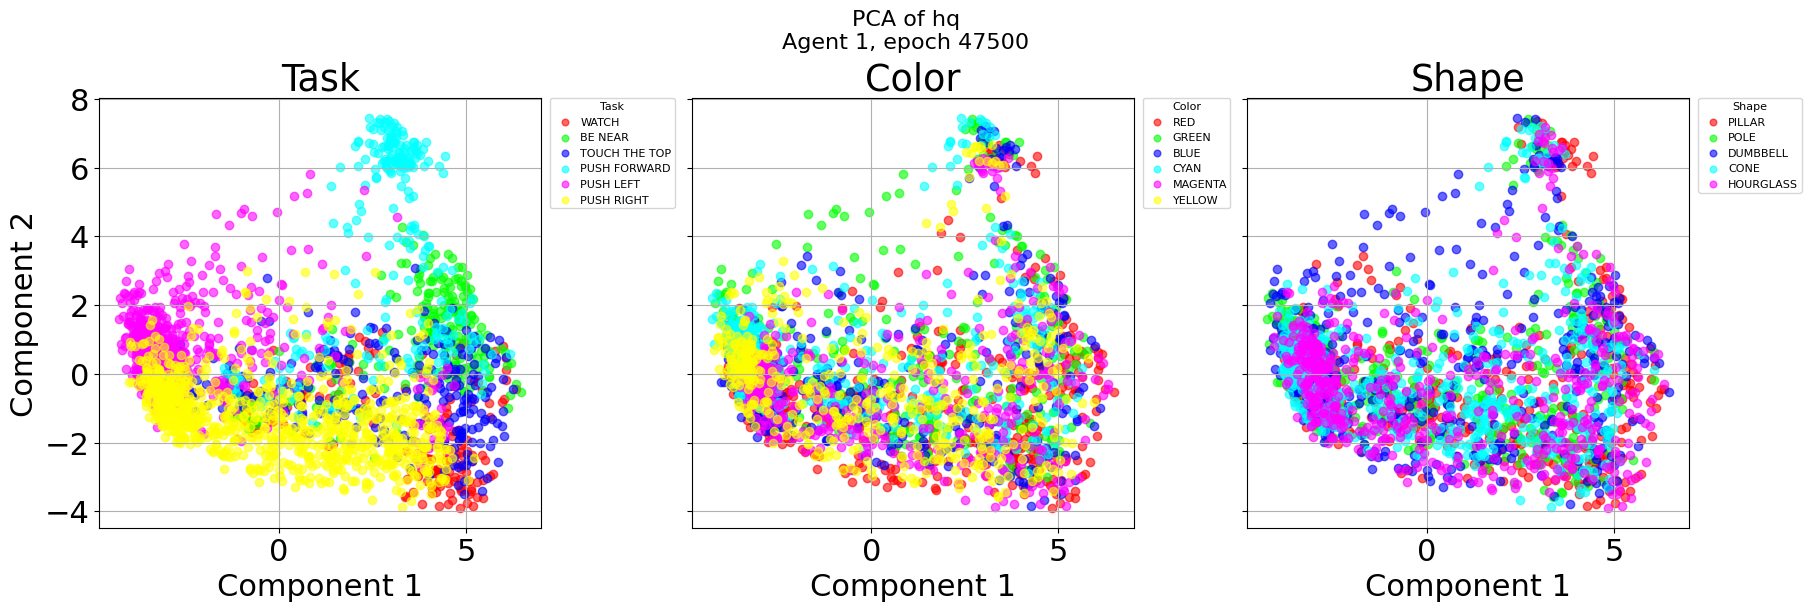 PCA of hq
Agent 1, epoch 47500
Task
Color
Shape
Component 2
8
6
4
2
0
−2
−4
0
5
Component 1
Task
WATCH
BE NEAR
TOUCH THE TOP
PUSH FORWARD
PUSH LEFT
PUSH RIGHT
0
5
Component 1
Color
RED
GREEN
BLUE
CYAN
MAGENTA
YELLOW
0
5
Component 1
Shape
PILLAR
POLE
DUMBBELL
CONE
HOURGLASS